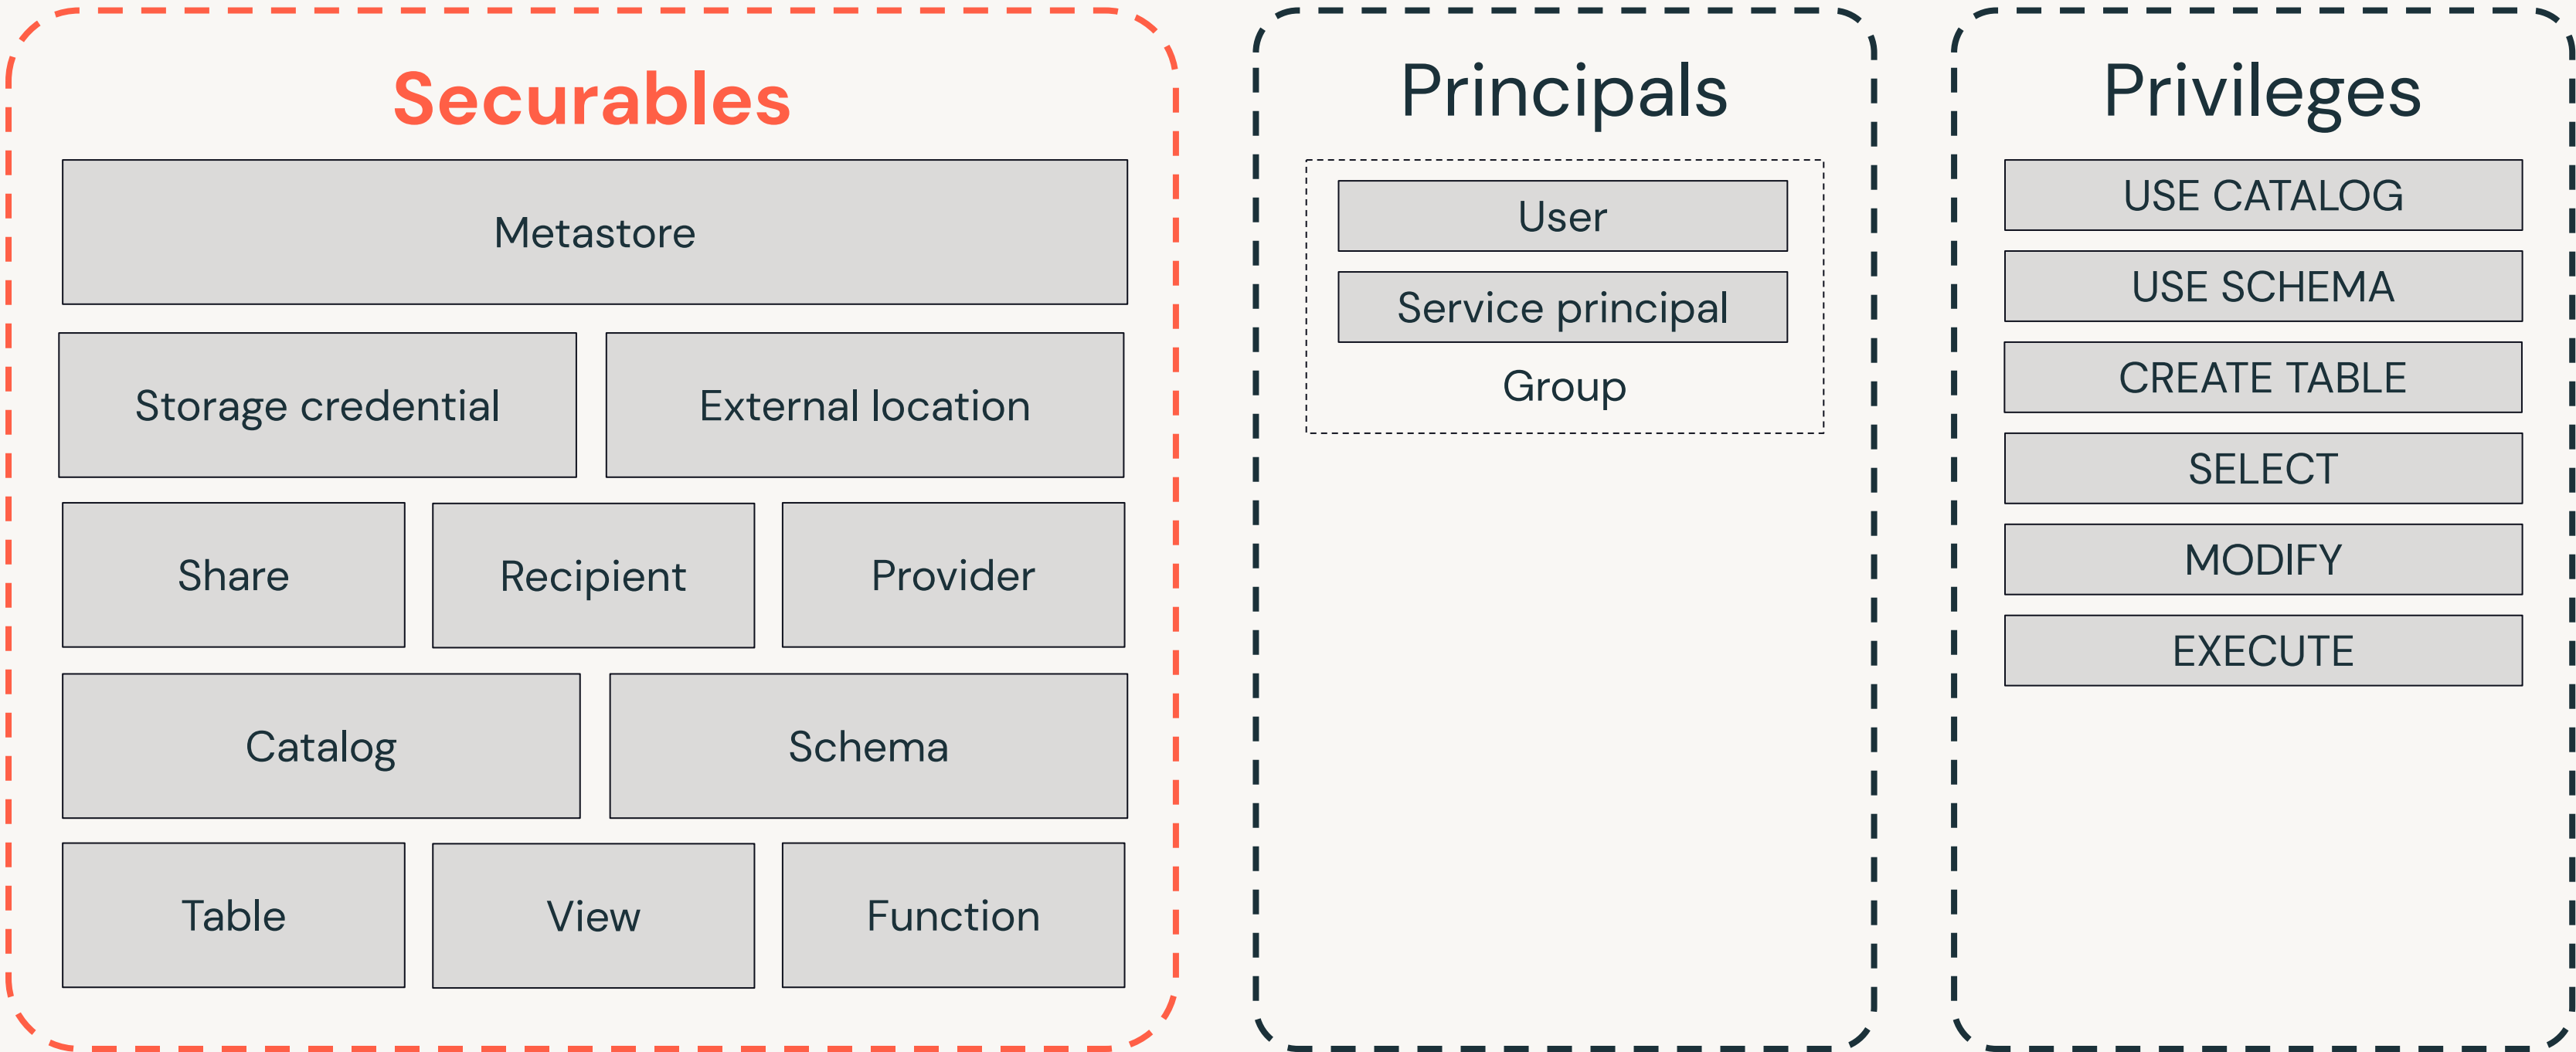 Securables
Metastore
Storage credential
External location
Share
Recipient
Provider
Catalog
Schema
Table
View
Function
Principals
User
Service principal
Group
Privileges
USE CATALOG
USE SCHEMA
CREATE TABLE
SELECT
MODIFY
EXECUTE